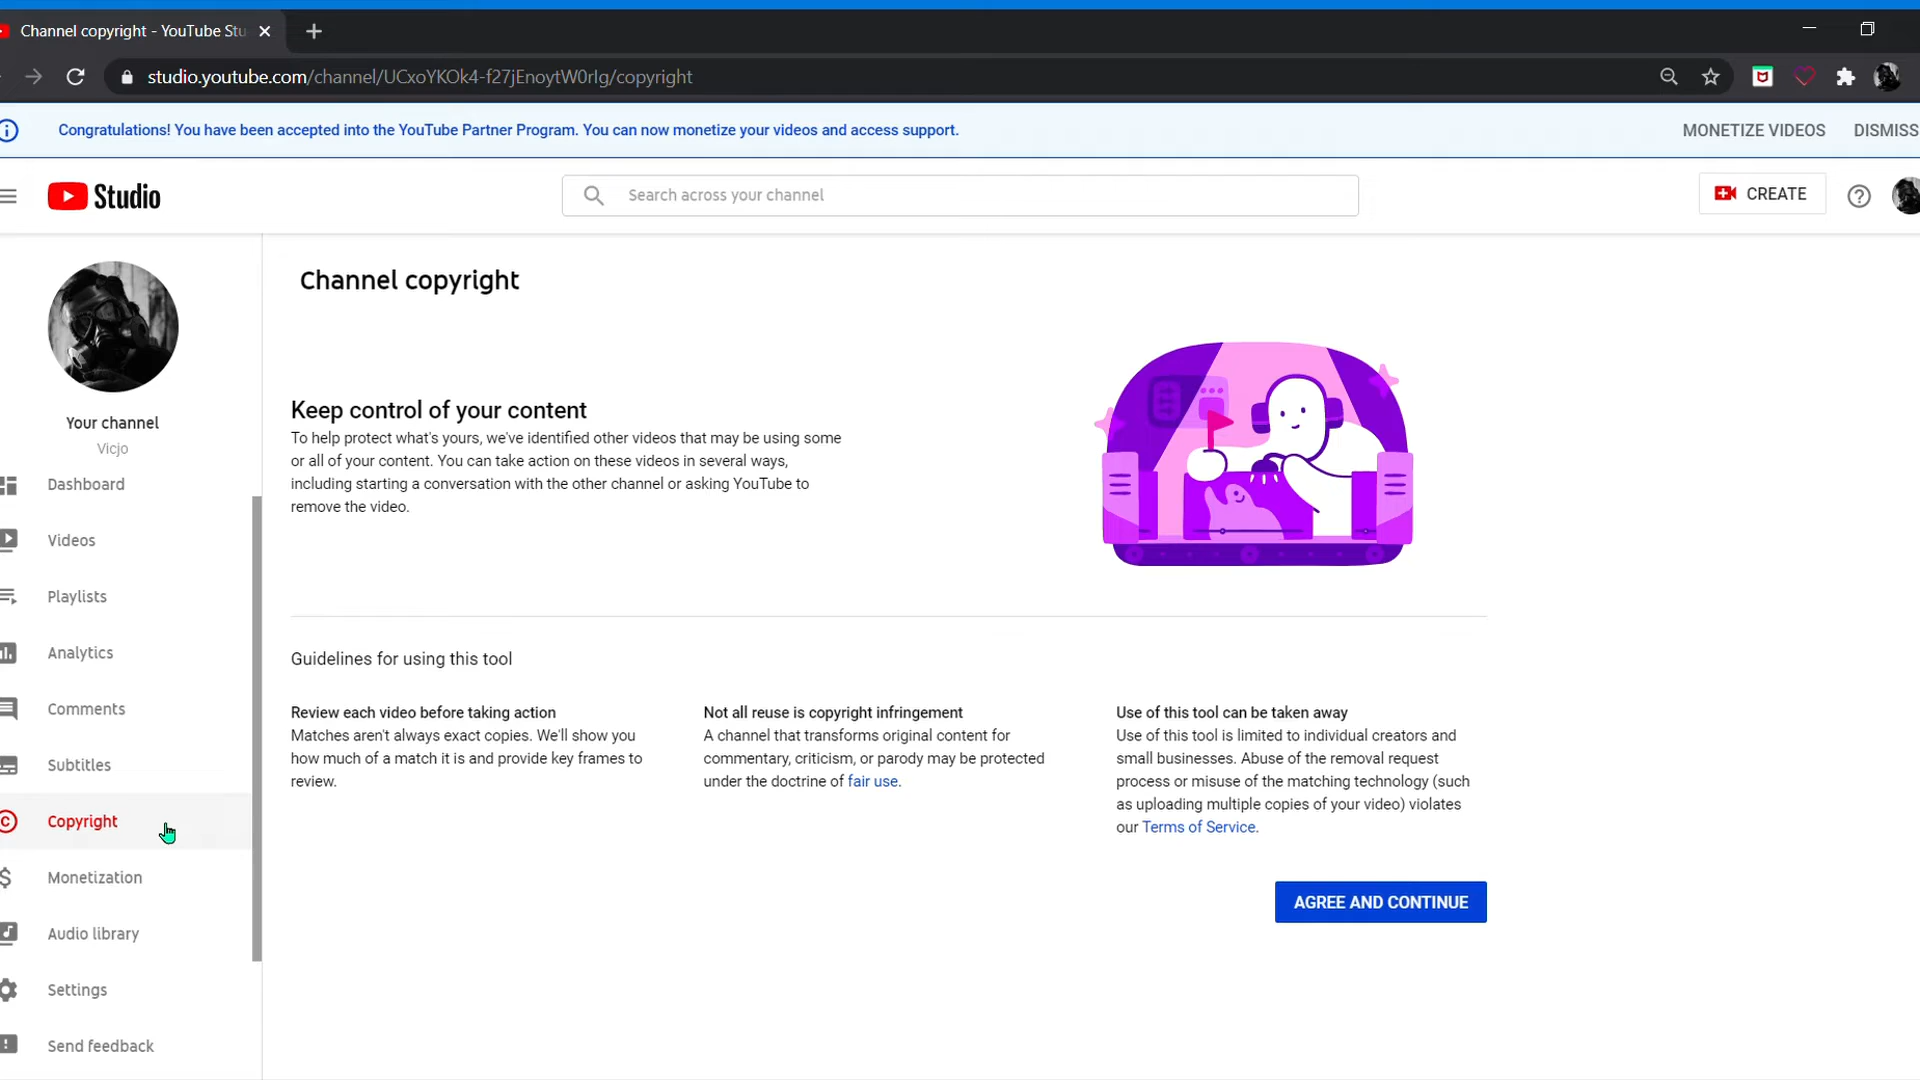 Channel copyright - YouTube Stu
studio.youtube.com/channel/UCxoYKOk4-f27jEnoytW0rlg/copyright
Congratulations! You have been accepted into the YouTube Partner Program. You can now monetize your videos and access support.
MONETIZE VIDEOS
DISMISS
Studio
Search across your channel
CREATE
Your channel
Vicjo
Dashboard
Videos
Playlists
Analytics
Comments
Subtitles
Copyright
Monetization
Audio library
Settings
Send feedback
Channel copyright
Keep control of your content
To help protect what's yours, we've identified other videos that may be using some
or all of your content. You can take action on these videos in several ways,
including starting a conversation with the other channel or asking YouTube to
remove the video.
Guidelines for using this tool
Review each video before taking action
Matches aren't always exact copies. We'll show you
how much of a match it is and provide key frames to
review.
Not all reuse is copyright infringement
A channel that transforms original content for
commentary, criticism, or parody may be protected
under the doctrine of fair use.
Use of this tool can be taken away
Use of this tool is limited to individual creators and
small businesses. Abuse of the removal request
process or misuse of the matching technology (such
as uploading multiple copies of your video) violates
our Terms of Service.
AGREE AND CONTINUE